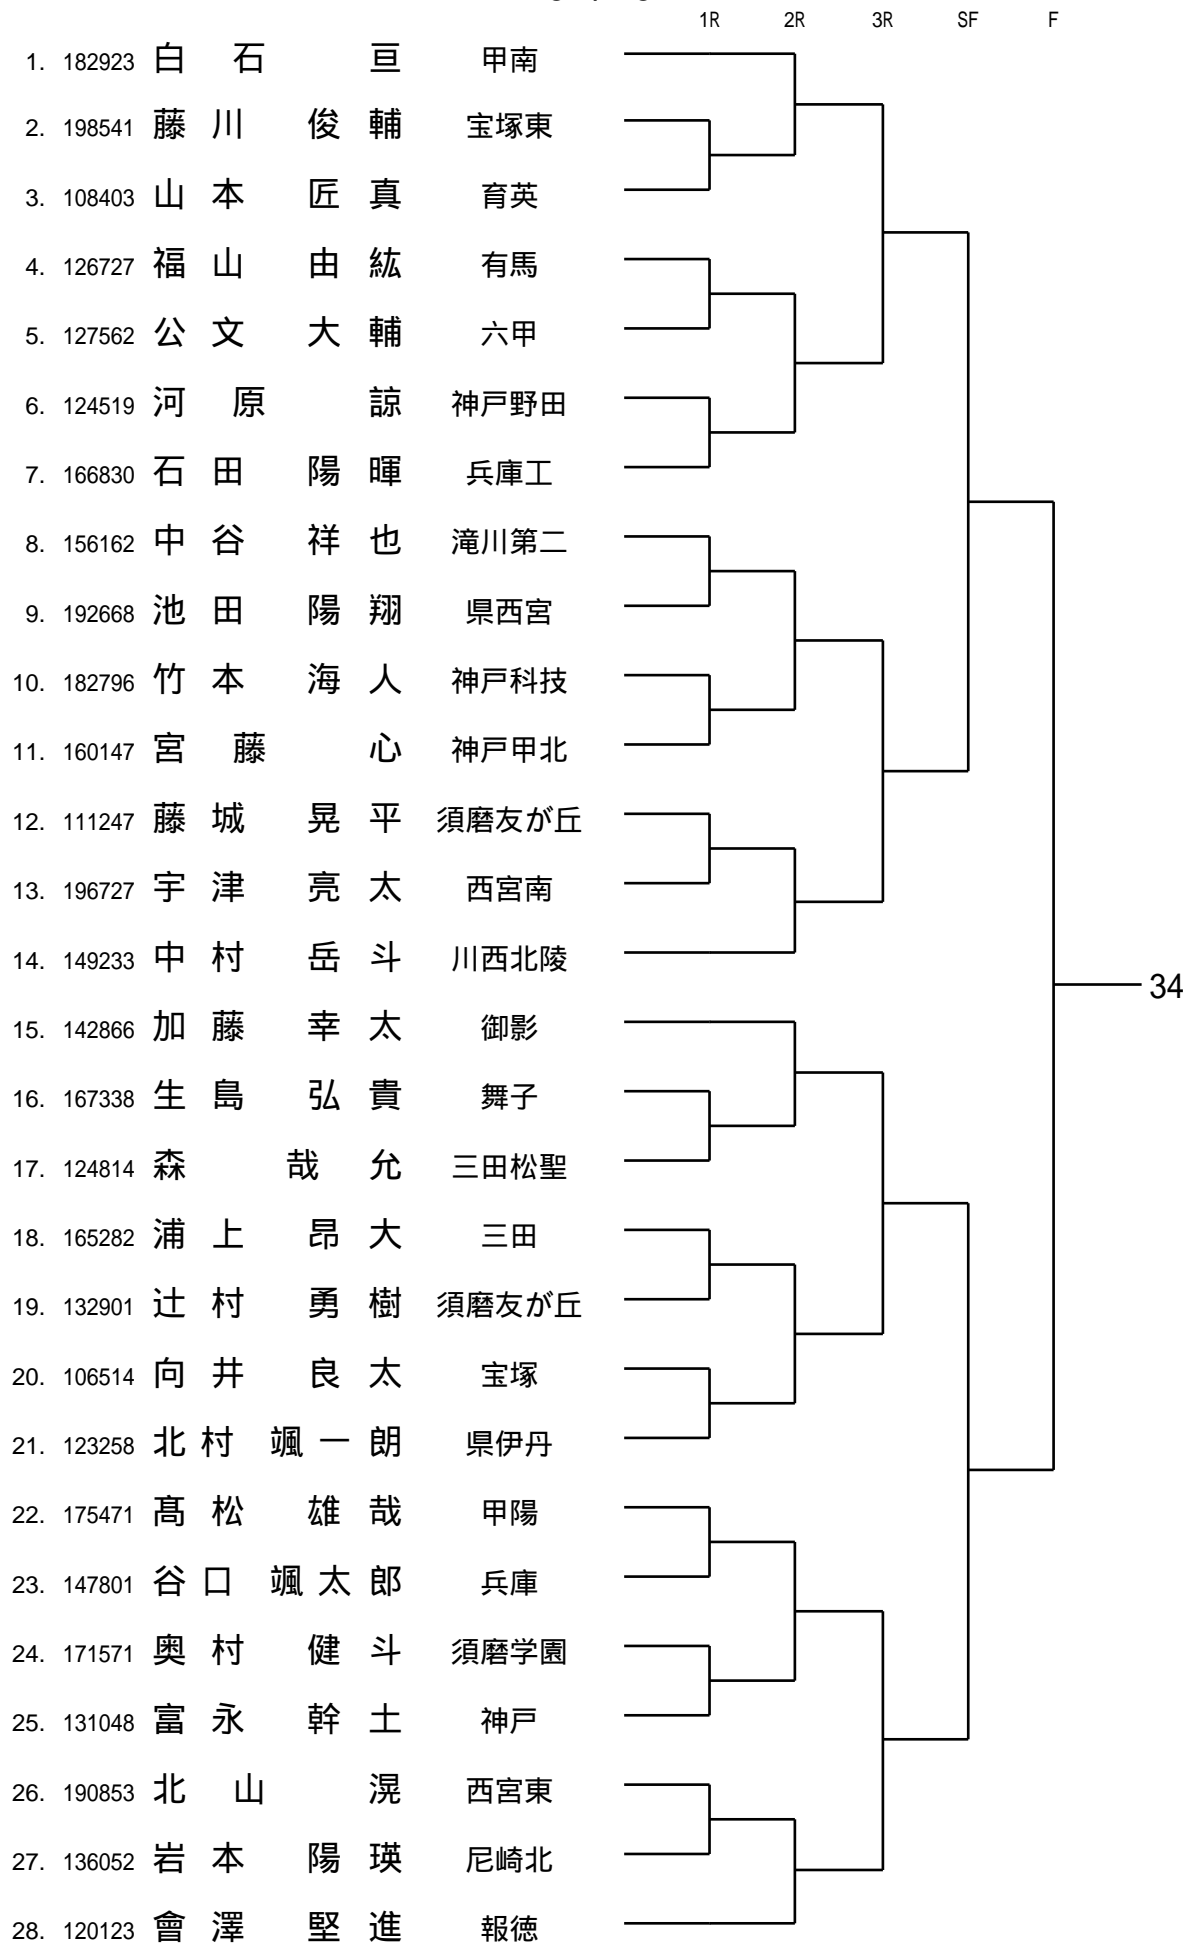 1R 2R 3R SF F
1. 182923 白石 亘 甲南
2. 198541 藤川 俊輔 宝塚東
3. 108403 山本 匠真 育英
4. 126727 福山 由紘 有馬
5. 127562 公文 大輔 六甲
6. 124519 河原 諒 神戸野田
7. 166830 石田 陽暉 兵庫工
8. 156162 中谷 祥也 滝川第二
9. 192668 池田 陽翔 県西宮
10. 182796 竹本 海人 神戸科技
11. 160147 宮藤 心 神戸甲北
12. 111247 藤城 晃平 須磨友が丘
13. 196727 宇津 亮太 西宮南
14. 149233 中村 岳斗 川西北陵
34
15. 142866 加藤 幸太 御影
16. 167338 生島 弘貴 舞子
17. 124814 森 哉允 三田松聖
18. 165282 浦上 昂大 三田
19. 132901 辻村 勇樹 須磨友が丘
20. 106514 向井 良太 宝塚
21. 123258 北村 颯一朗 県伊丹
22. 175471 髙松 雄哉 甲陽
23. 147801 谷口 颯太郎 兵庫
24. 171571 奥村 健斗 須磨学園
25. 131048 富永 幹土 神戸
26. 190853 北山 滉 西宮東
27. 136052 岩本 陽瑛 尼崎北
28. 120123 會澤 堅進 報徳